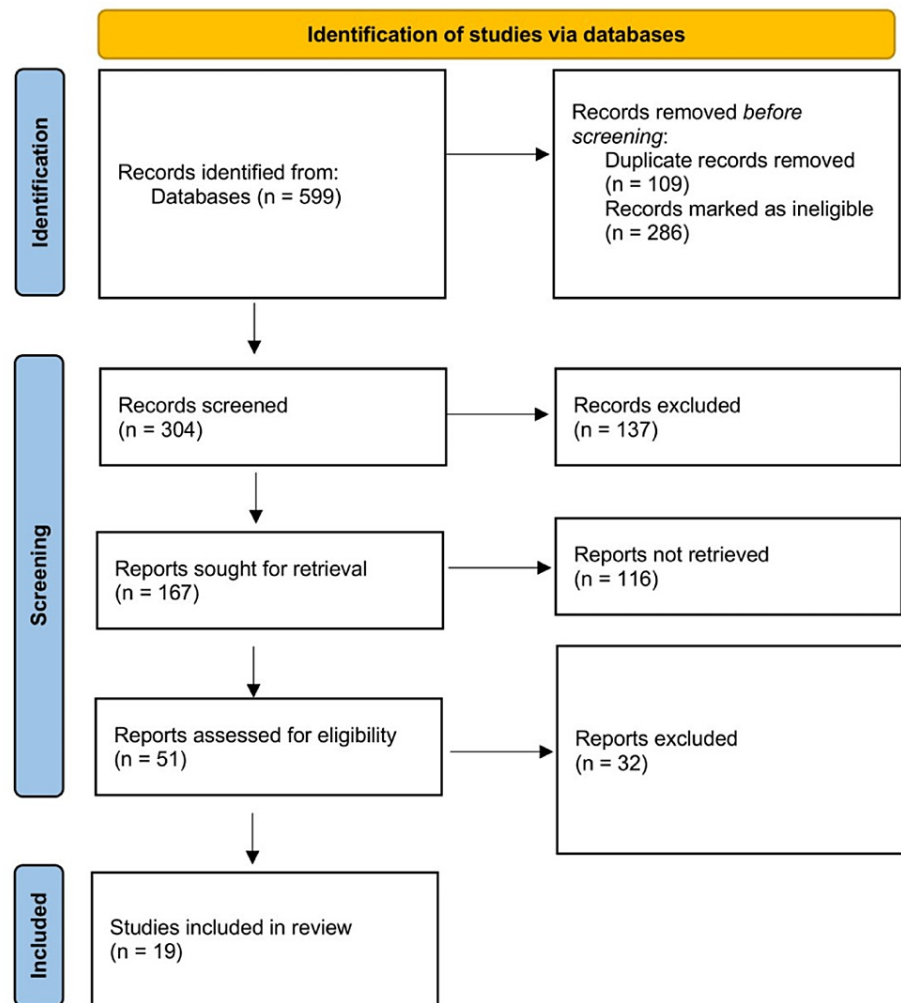 Identification of studies via databases
Identification
Records identified from:
Databases (n = 599)
Records removed before
screening:
Duplicate records removed
(n = 109)
Records marked as ineligible
(n = 286)
Screening
Records screened
(n = 304)
Records excluded
(n = 137)
Reports sought for retrieval
(n = 167)
Reports not retrieved
(n = 116)
Reports assessed for eligibility
(n = 51)
Reports excluded
(n = 32)
Included
Studies included in review
(n = 19)